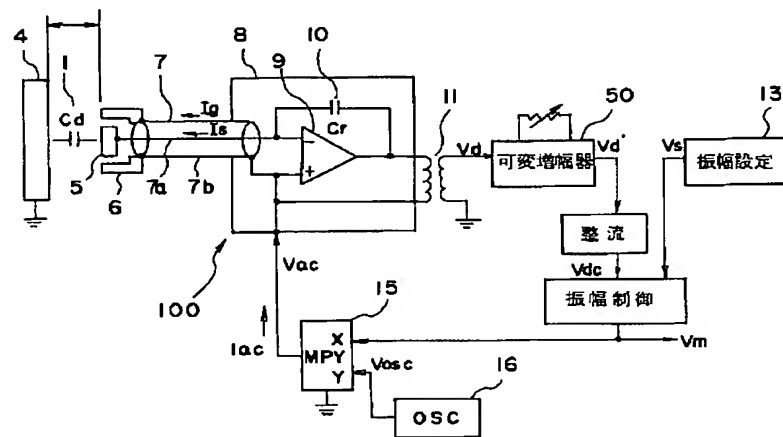 4
1
Cd
5
6
7
Ig
Is
7a
7b
8
9
10
Cr
−
+
11
Vd
50
可変増幅器
Vd'
13
Vs
振幅設定
整流
Vdc
振幅制御
Vm
100
Vac
Iac
15
X
MPY
Y
Vosc
16
OSC